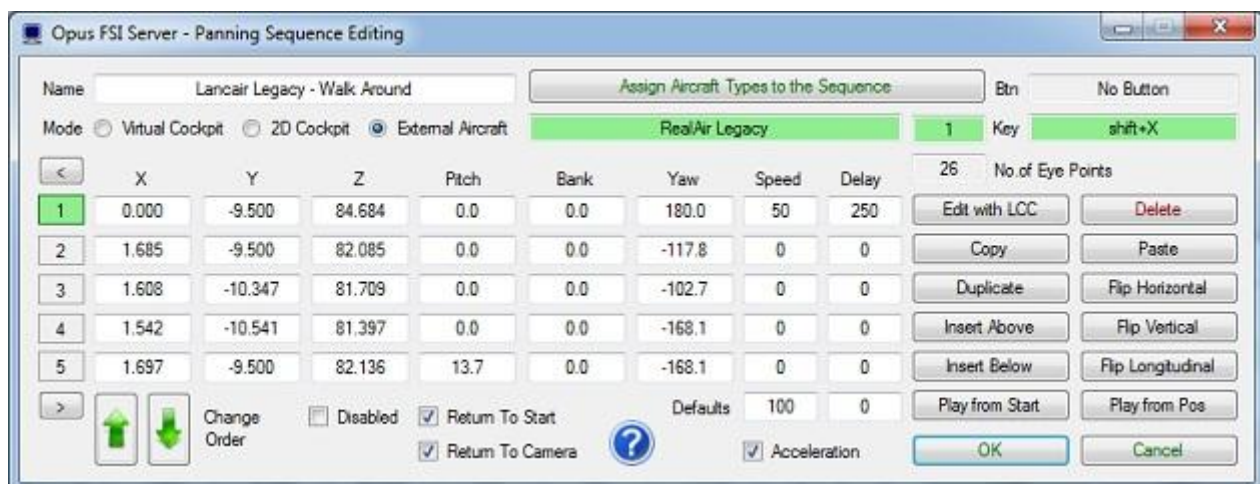 Opus FSI Server - Panning Sequence Editing
Name Lancair Legacy - Walk Around Assign Aircraft Types to the Sequence Btn No Button
Mode Virtual Cockpit 2D Cockpit External Aircraft RealAir Legacy 1 Key shift+X
< X Y Z Pitch Bank Yaw Speed Delay 26 No.of Eye Points
1 0.000 -9.500 84.684 0.0 0.0 180.0 50 250 Edit with LCC Delete
2 1.685 -9.500 82.085 0.0 0.0 -117.8 0 0 Copy Paste
3 1.608 -10.347 81.709 0.0 0.0 -102.7 0 0 Duplicate Flip Horizontal
4 1.542 -10.541 81.397 0.0 0.0 -168.1 0 0 Insert Above Flip Vertical
5 1.697 -9.500 82.136 13.7 0.0 -168.1 0 0 Insert Below Flip Longitudinal
> Change Order Disabled Return To Start Defaults 100 0 Play from Start Play from Pos
Return To Camera ? Acceleration OK Cancel